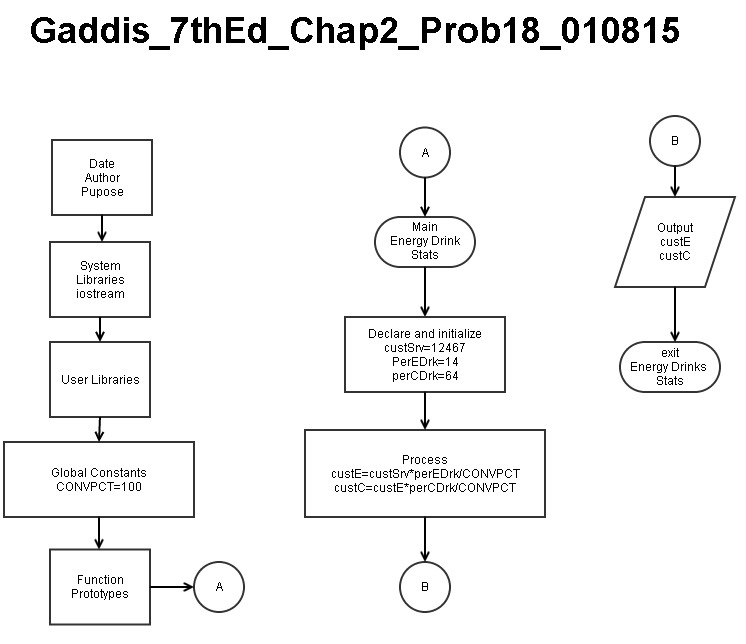 Gaddis_7thEd_Chap2_Prob18_010815
Date
Author
Pupose
System
Libraries
iostream
User Libraries
Global Constants
CONVPCT=100
Function
Prototypes
A
A
Main
Energy Drink
Stats
Declare and initialize
custSrv=12467
PerEDrk=14
perCDrk=64
Process
custE=custSrv*perEDrk/CONVPCT
custC=custE*perCDrk/CONVPCT
B
B
Output
custE
custC
exit
Energy Drinks
Stats